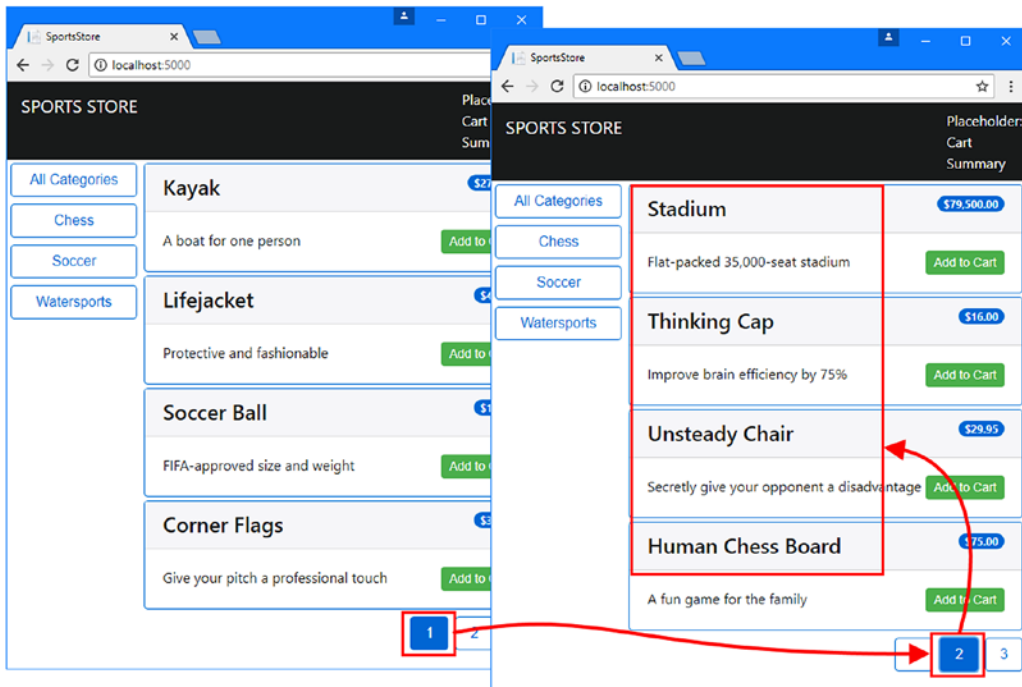 SportsStore
localhost:5000
SPORTS STORE
Cart
All Categories
Chess
Soccer
Watersports
Kayak
A boat for one person
Add to
Lifejacket
Protective and fashionable
Add to
Soccer Ball
FIFA-approved size and weight
Add to
Corner Flags
Give your pitch a professional touch
Add to
1
2
SportsStore
localhost:5000
SPORTS STORE
Placeholder:
Cart
Summary
All Categories
Chess
Soccer
Watersports
Stadium
$79,500.00
Flat-packed 35,000-seat stadium
Add to Cart
Thinking Cap
$16.00
Improve brain efficiency by 75%
Add to Cart
Unsteady Chair
$29.95
Secretly give your opponent a disadvantage
Add to Cart
Human Chess Board
$75.00
A fun game for the family
Add to Cart
2
3